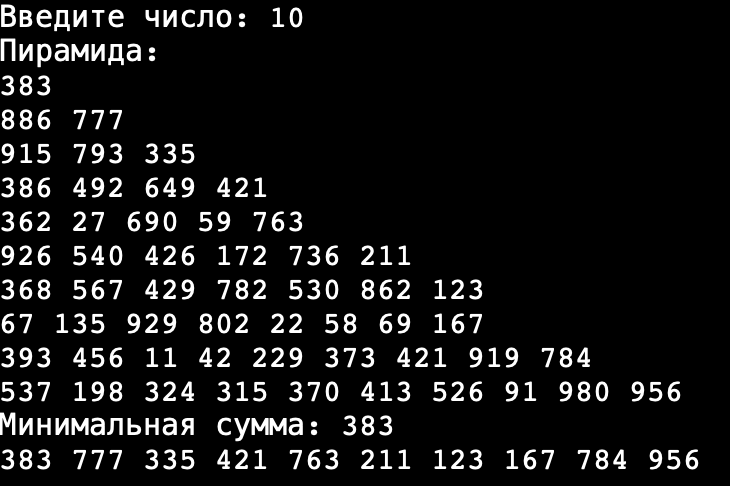 Введите число: 10
Пирамида:
383
886 777
915 793 335
386 492 649 421
362 27 690 59 763
926 540 426 172 736 211
368 567 429 782 530 862 123
67 135 929 802 22 58 69 167
393 456 11 42 229 373 421 919 784
537 198 324 315 370 413 526 91 980 956
Минимальная сумма: 383
383 777 335 421 763 211 123 167 784 956